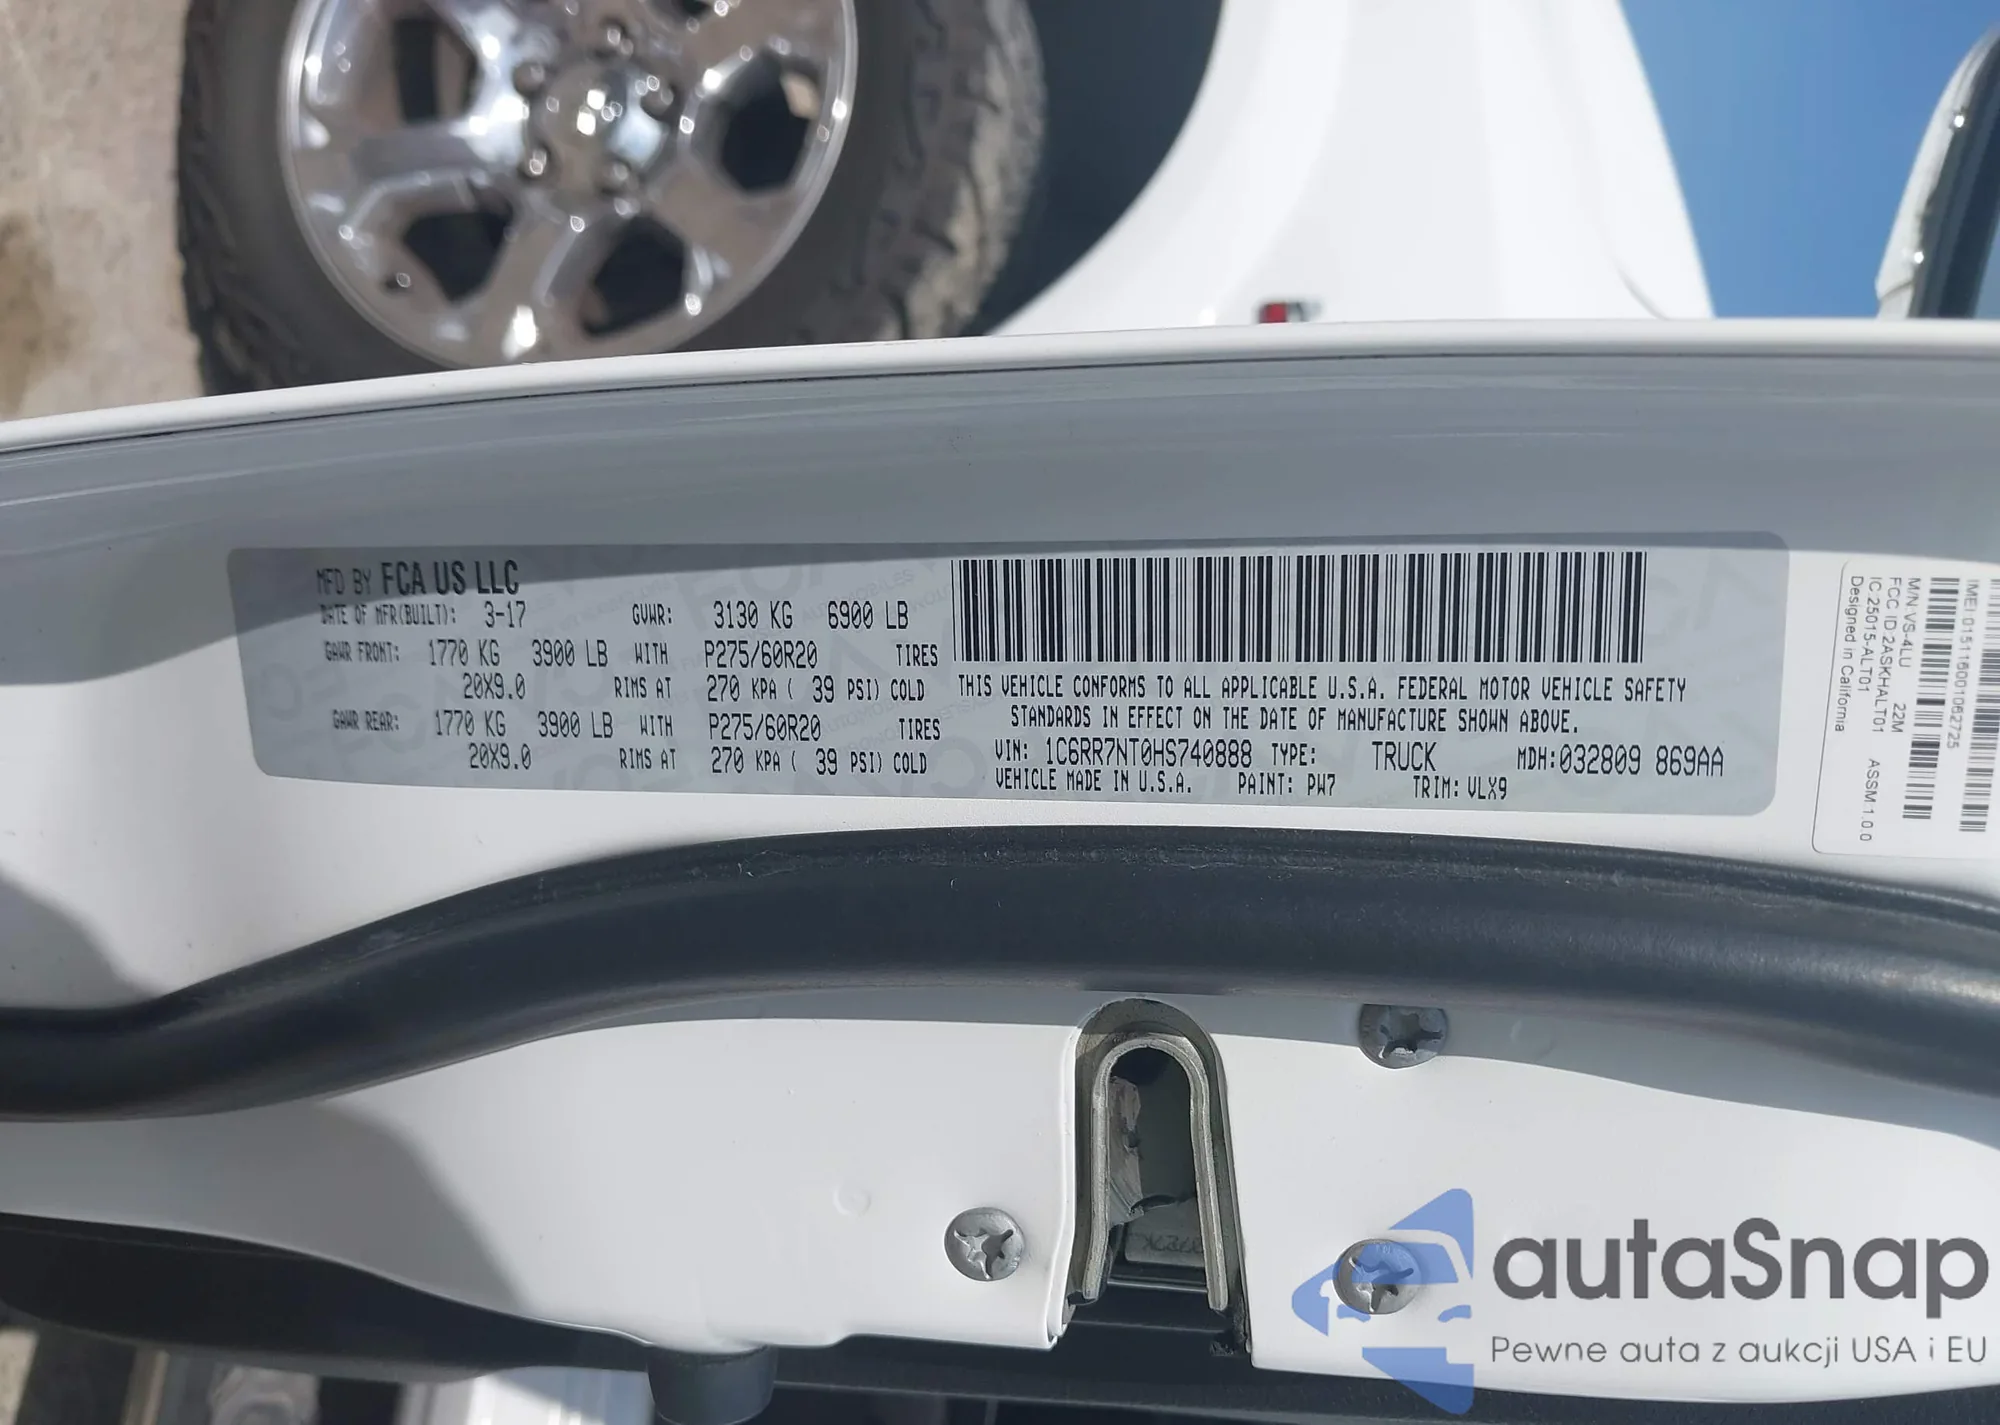 MFD BY FCA US LLC
DATE OF MFR(BUILT): 3-17 GVWR: 3130 KG 6900 LB
GAWR FRONT: 1770 KG 3900 LB WITH P275/60R20 TIRES
20X9.0 RIMS AT 270 KPA ( 39 PSI) COLD
GAWR REAR: 1770 KG 3900 LB WITH P275/60R20 TIRES
20X9.0 RIMS AT 270 KPA ( 39 PSI) COLD
THIS VEHICLE CONFORMS TO ALL APPLICABLE U.S.A. FEDERAL MOTOR VEHICLE SAFETY
STANDARDS IN EFFECT ON THE DATE OF MANUFACTURE SHOWN ABOVE.
VIN: 1C6RR7NT0HS740888 TYPE: TRUCK MDH:032809 869AA
VEHICLE MADE IN U.S.A. PAINT: PW7 TRIM: VLX9
IMEI:015116001062725
M/N:VS-4LU 22M
FCC ID:2ASKHALT01
IC:25015-ALT01 ASSM:1.0.0
Designed in California
autaSnap
Pewne auta z aukcji USA i EU